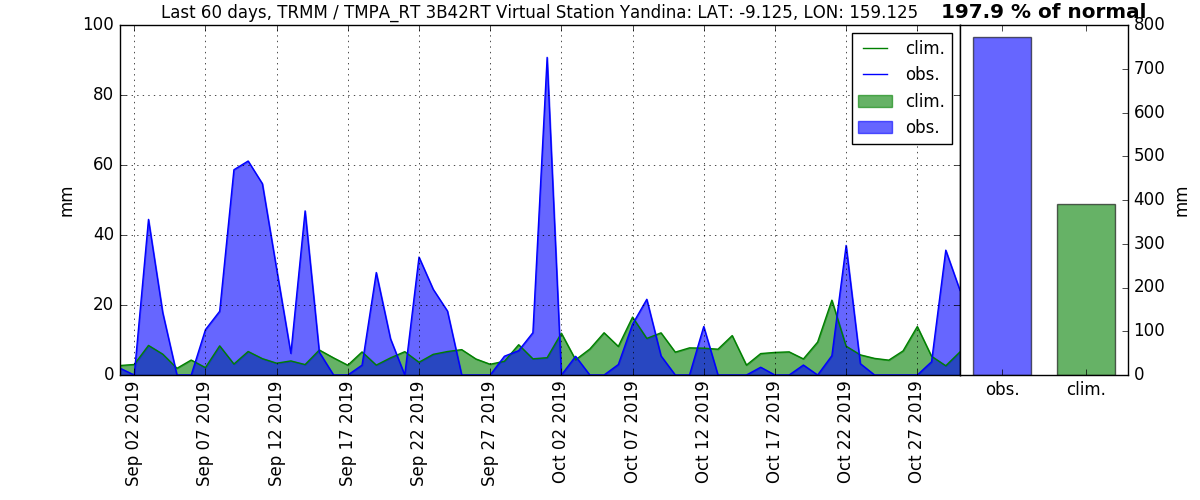 Last 60 days, TRMM / TMPA_RT 3B42RT Virtual Station Yandina: LAT: -9.125, LON: 159.125
197.9 % of normal
100
80
60
40
20
0
mm
clim.
obs.
clim.
obs.
800
700
600
500
400
300
200
100
0
mm
obs.
clim.
Sep 02 2019
Sep 07 2019
Sep 12 2019
Sep 17 2019
Sep 22 2019
Sep 27 2019
Oct 02 2019
Oct 07 2019
Oct 12 2019
Oct 17 2019
Oct 22 2019
Oct 27 2019